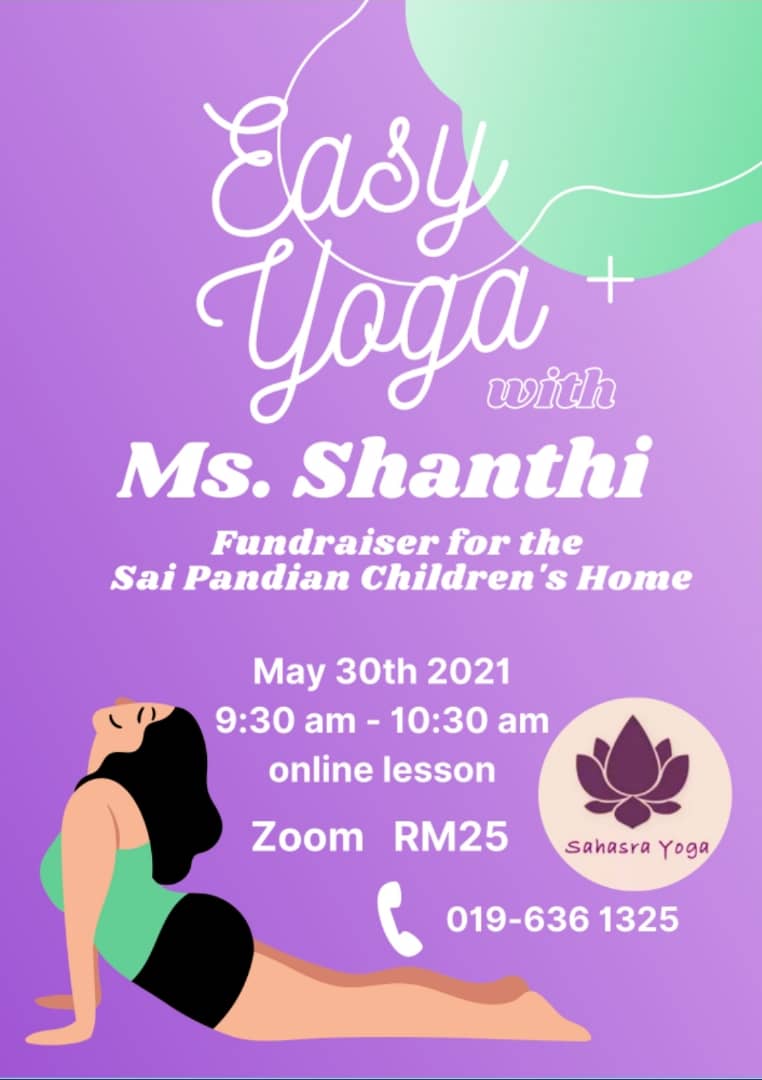 Easy
Yoga
with
Ms. Shanthi
Fundraiser for the
Sai Pandian Children's Home
May 30th 2021
9:30 am - 10:30 am
online lesson
Zoom RM25
Sahasra Yoga
019-636 1325